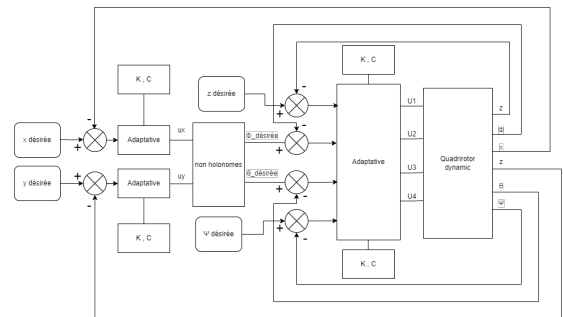 K , C
K , C
z désirée
x désirée
Adaptative
ux
non holonomes
Φ_désirée
θ_désirée
y désirée
Adaptative
uy
K , C
Ψ désirée
Adaptative
K , C
U1
U2
U3
U4
Quadrirotor
dynamic
z
Φ
x
z
θ
Ψ
+
-
+
-
+
-
+
-
+
-
+
-